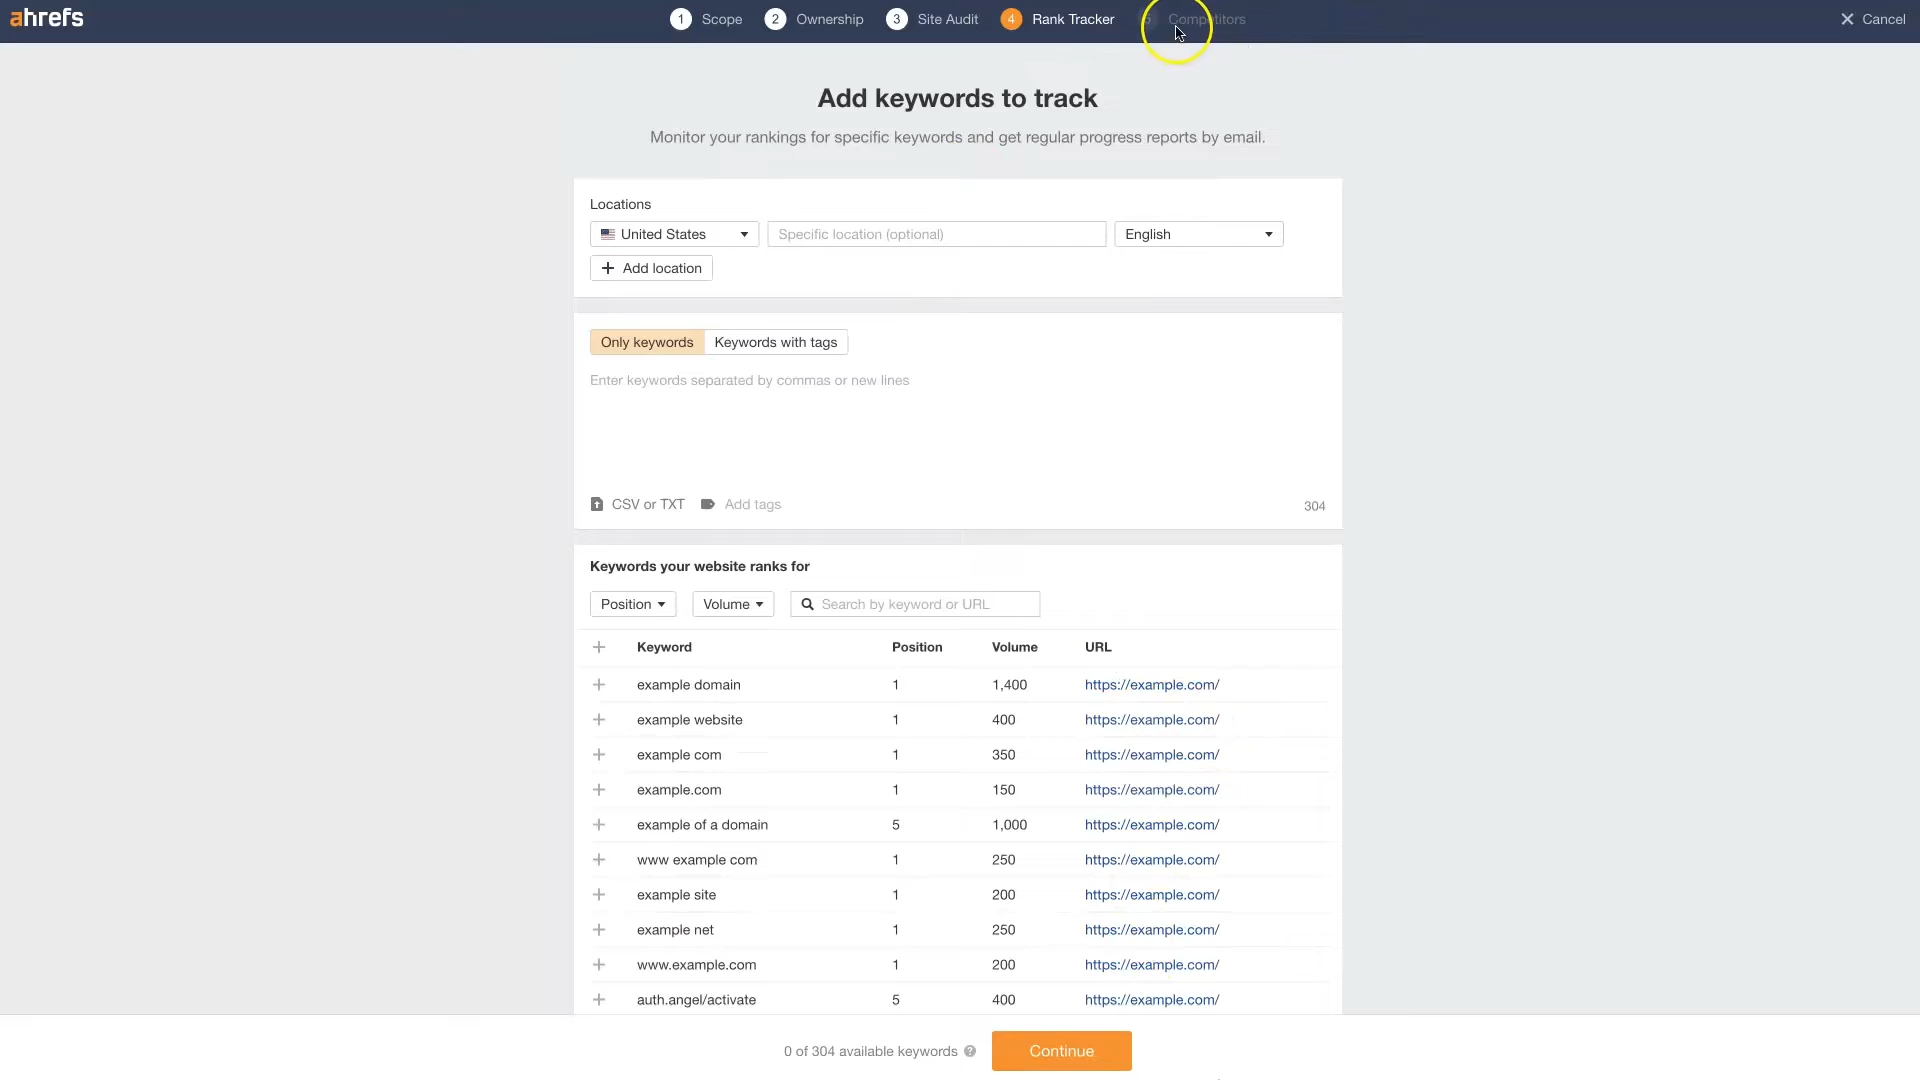 ahrefs
1 Scope 2 Ownership 3 Site Audit 4 Rank Tracker 5 Competitors
Cancel
Add keywords to track
Monitor your rankings for specific keywords and get regular progress reports by email.
Locations
United States Specific location (optional) English
Add location
Only keywords Keywords with tags
Enter keywords separated by commas or new lines
CSV or TXT Add tags 304
Keywords your website ranks for
Position Volume Search by keyword or URL
Keyword Position Volume URL
example domain 1 1,400 https://example.com/
example website 1 400 https://example.com/
example com 1 350 https://example.com/
example.com 1 150 https://example.com/
example of a domain 5 1,000 https://example.com/
www example com 1 250 https://example.com/
example site 1 200 https://example.com/
example net 1 250 https://example.com/
www.example.com 1 200 https://example.com/
auth.angel/activate 5 400 https://example.com/
0 of 304 available keywords ? Continue